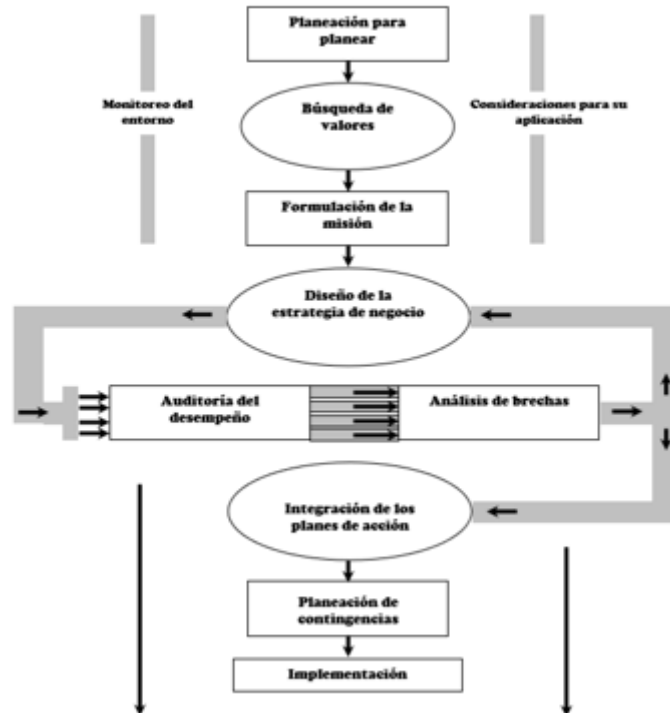 Planeación para
planear
Monitoreo del
entorno
Búsqueda de
valores
Consideraciones para su
aplicación
Formulación de la
misión
Diseño de la
estrategia de negocio
Auditoría del
desempeño
Análisis de brechas
Integración de los
planes de acción
Planeación de
contingencias
Implementación